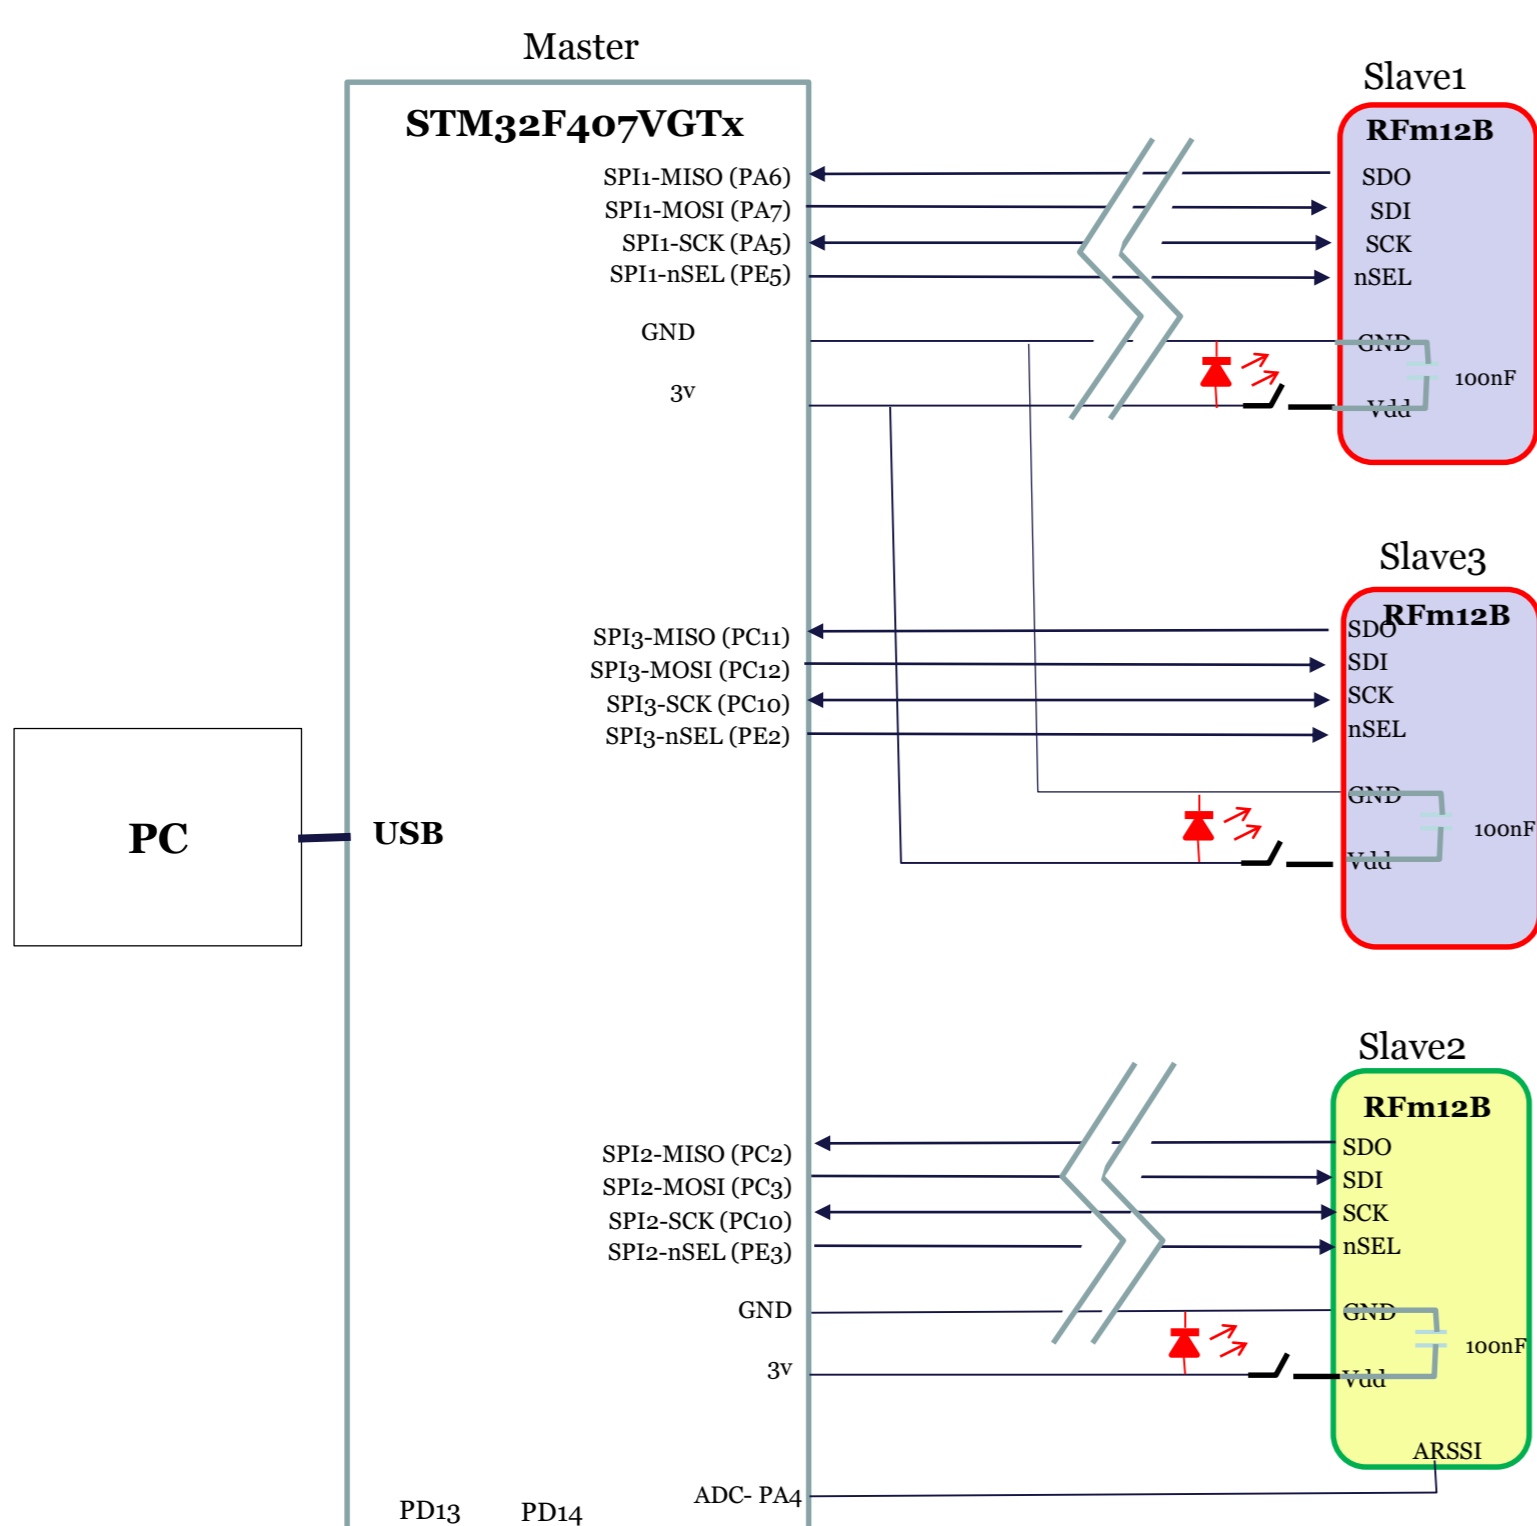 Master
STM32F407VGTx
SPI1-MISO (PA6)
SPI1-MOSI (PA7)
SPI1-SCK (PA5)
SPI1-nSEL (PE5)
GND
3v
SPI3-MISO (PC11)
SPI3-MOSI (PC12)
SPI3-SCK (PC10)
SPI3-nSEL (PE2)
PC
USB
SPI2-MISO (PC2)
SPI2-MOSI (PC3)
SPI2-SCK (PC10)
SPI2-nSEL (PE3)
GND
3v
ADC- PA4
PD13
PD14
Slave1
RFm12B
SDO
SDI
SCK
nSEL
GND
100nF
Vdd
Slave3
RFm12B
SDO
SDI
SCK
nSEL
GND
100nF
Vdd
Slave2
RFm12B
SDO
SDI
SCK
nSEL
GND
100nF
Vdd
ARSSI